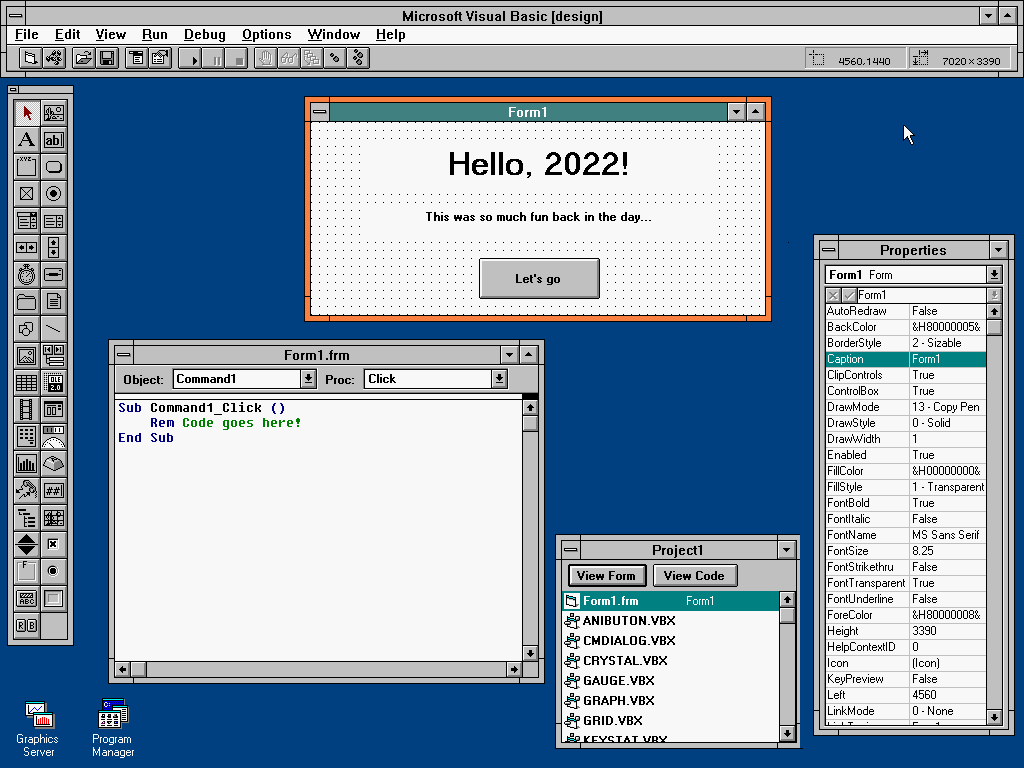 Microsoft Visual Basic [design]
File Edit View Run Debug Options Window Help
4560,1440
7020×3390
A
ab|
XYZ
OLE
2.0
##|
F
ABC
R B
Form1
Hello, 2022!
This was so much fun back in the day...
Let's go
Form1.frm
Object: Command1 Proc: Click
Sub Command1_Click ()
Rem Code goes here!
End Sub
Project1
View Form View Code
Form1.frm Form1
ANIBUTON.VBX
CMDIALOG.VBX
CRYSTAL.VBX
GAUGE.VBX
GRAPH.VBX
GRID.VBX
KEYSTAT.VBX
Properties
Form1 Form
Form1
AutoRedraw False
BackColor &H80000005&
BorderStyle 2 - Sizable
Caption Form1
ClipControls True
ControlBox True
DrawMode 13 - Copy Pen
DrawStyle 0 - Solid
DrawWidth 1
Enabled True
FillColor &H00000000&
FillStyle 1 - Transparent
FontBold True
FontItalic False
FontName MS Sans Serif
FontSize 8.25
FontStrikethru False
FontTransparent True
FontUnderline False
ForeColor &H80000008&
Height 3390
HelpContextID 0
Icon (Icon)
KeyPreview False
Left 4560
LinkMode 0 - None
Graphics
Server
Program
Manager